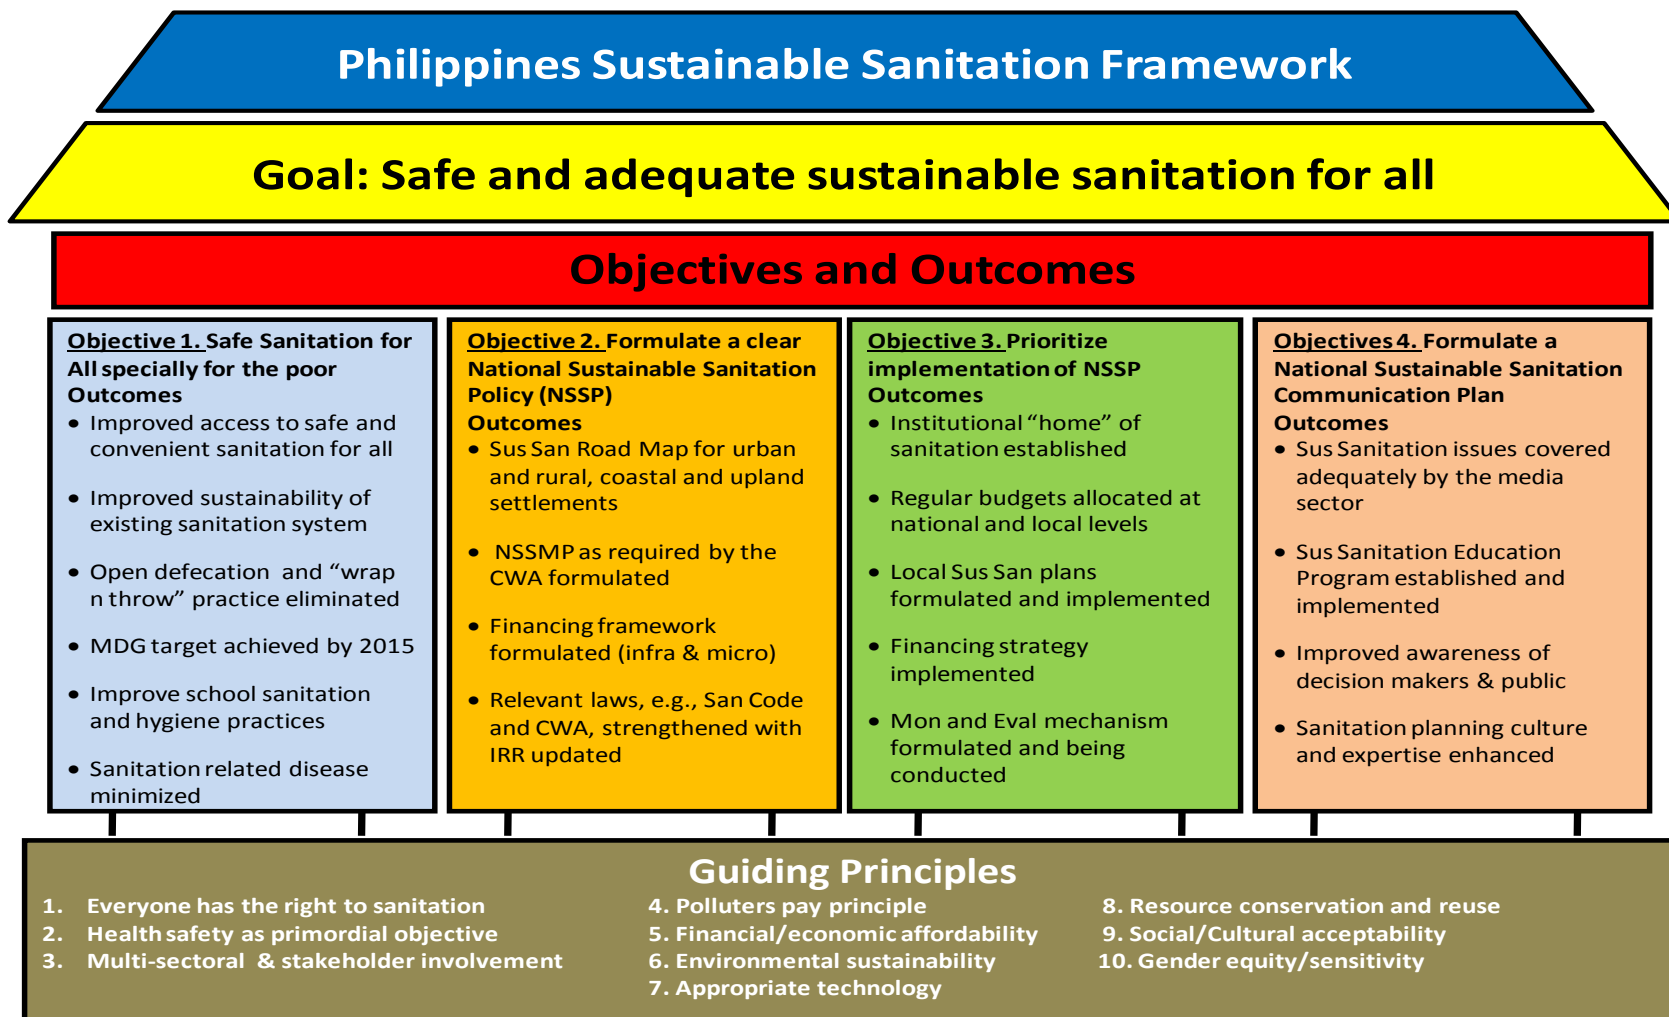 Philippines Sustainable Sanitation Framework
Goal: Safe and adequate sustainable sanitation for all
Objectives and Outcomes
Objective 1. Safe Sanitation for
All specially for the poor
Outcomes
• Improved access to safe and
convenient sanitation for all
• Improved sustainability of
existing sanitation system
• Open defecation and “wrap
n throw” practice eliminated
• MDG target achieved by 2015
• Improve school sanitation
and hygiene practices
• Sanitation related disease
minimized
Objective 2. Formulate a clear
National Sustainable Sanitation
Policy (NSSP)
Outcomes
• Sus San Road Map for urban
and rural, coastal and upland
settlements
• NSSMP as required by the
CWA formulated
• Financing framework
formulated (infra & micro)
• Relevant laws, e.g., San Code
and CWA, strengthened with
IRR updated
Objective 3. Prioritize
implementation of NSSP
Outcomes
• Institutional “home” of
sanitation established
• Regular budgets allocated at
national and local levels
• Local Sus San plans
formulated and implemented
• Financing strategy
implemented
• Mon and Eval mechanism
formulated and being
conducted
Objectives 4. Formulate a
National Sustainable Sanitation
Communication Plan
Outcomes
• Sus Sanitation issues covered
adequately by the media
sector
• Sus Sanitation Education
Program established and
implemented
• Improved awareness of
decision makers & public
• Sanitation planning culture
and expertise enhanced
Guiding Principles
1. Everyone has the right to sanitation
2. Health safety as primordial objective
3. Multi-sectoral & stakeholder involvement
4. Polluters pay principle
5. Financial/economic affordability
6. Environmental sustainability
7. Appropriate technology
8. Resource conservation and reuse
9. Social/Cultural acceptability
10. Gender equity/sensitivity